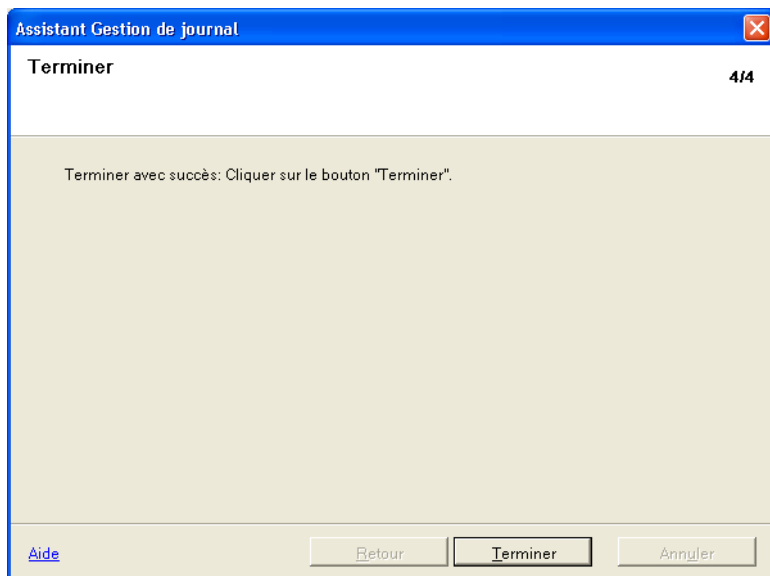 Assistant Gestion de journal
Terminer
4/4
Terminer avec succès: Cliquer sur le bouton "Terminer".
Aide
Retour
Terminer
Annuler